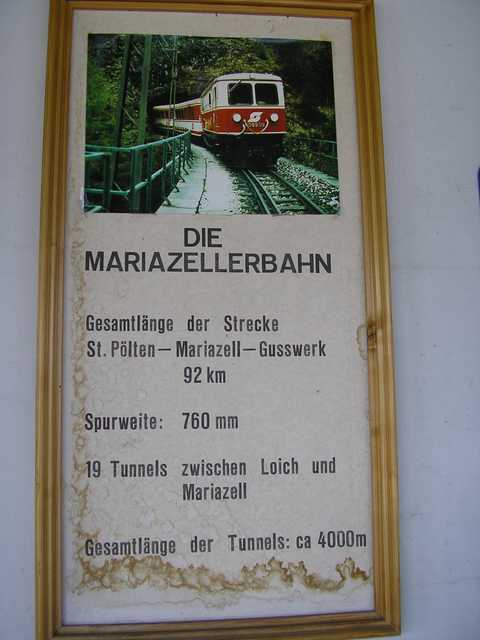 DIE
MARIAZELLERBAHN
Gesamtlänge der Strecke
St. Pölten — Mariazell — Gusswerk
92 km
Spurweite: 760 mm
19 Tunnels zwischen Loich und
Mariazell
Gesamtlänge der Tunnels: ca 4000m